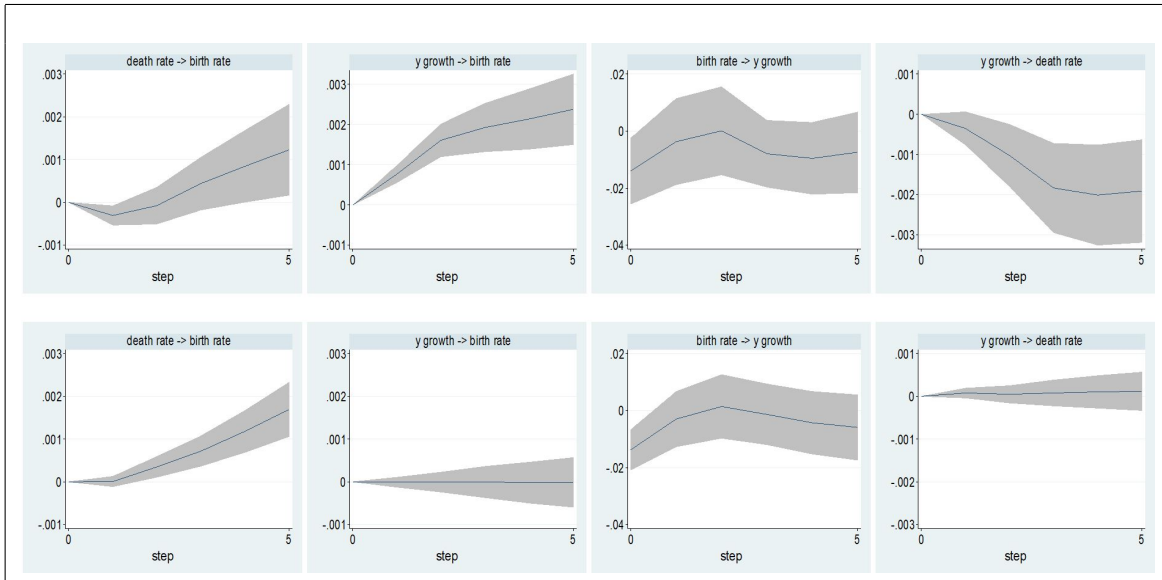 death rate -> birth rate
.003
.002
.001
0
-.001
0 5
step
y growth -> birth rate
.003
.002
.001
0
-.001
0 5
step
birth rate -> y growth
.02
0
-.02
-.04
0 5
step
y growth -> death rate
.001
0
-.001
-.002
-.003
0 5
step
death rate -> birth rate
.003
.002
.001
0
-.001
0 5
step
y growth -> birth rate
.003
.002
.001
0
-.001
0 5
step
birth rate -> y growth
.02
0
-.02
-.04
0 5
step
y growth -> death rate
.001
0
-.001
-.002
-.003
0 5
step